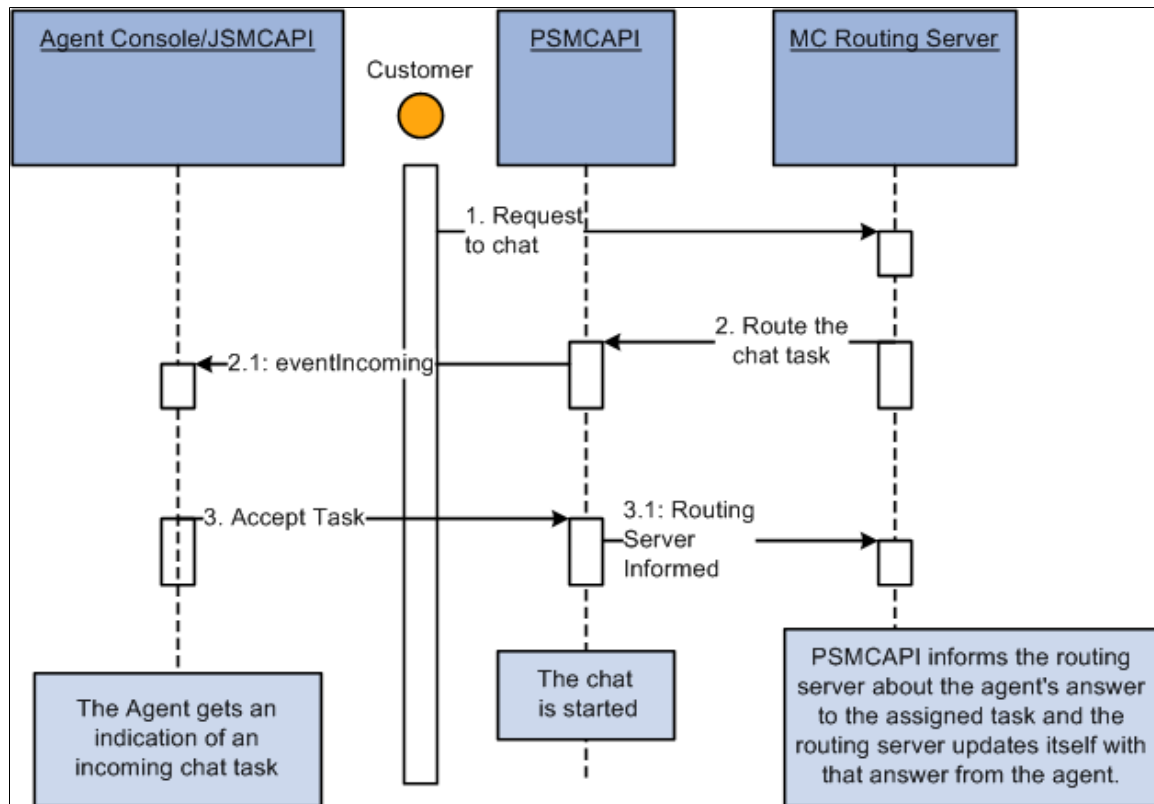 Agent Console/JSMCAPI
Customer
PSMCAPI
MC Routing Server
1. Request
to chat
2. Route the
chat task
2.1: eventIncoming
3. Accept Task
3.1: Routing
Server
Informed
The Agent gets an
indication of an
incoming chat task
The chat
is started
PSMCAPI informs the routing
server about the agent's answer
to the assigned task and the
routing server updates itself with
that answer from the agent.